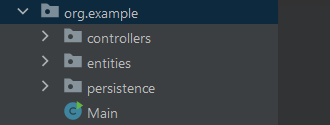 org.example
controllers
entities
persistence
Main